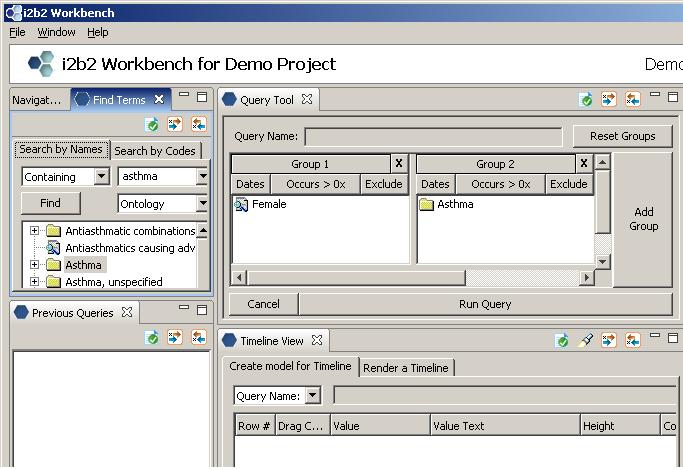 i2b2 Workbench
File Window Help
i2b2 Workbench for Demo Project Demo
Navigat... Find Terms
Search by Names Search by Codes
Containing asthma
Find Ontology
Antiasthmatic combinations
Antiasthmatics causing adv
Asthma
Asthma, unspecified
Query Tool
Query Name: Reset Groups
Group 1 X Group 2 X
Dates Occurs > 0x Exclude Dates Occurs > 0x Exclude
Female Asthma
Add
Group
Cancel Run Query
Previous Queries
Timeline View
Create model for Timeline Render a Timeline
Query Name:
Row # Drag C... Value Value Text Height Co